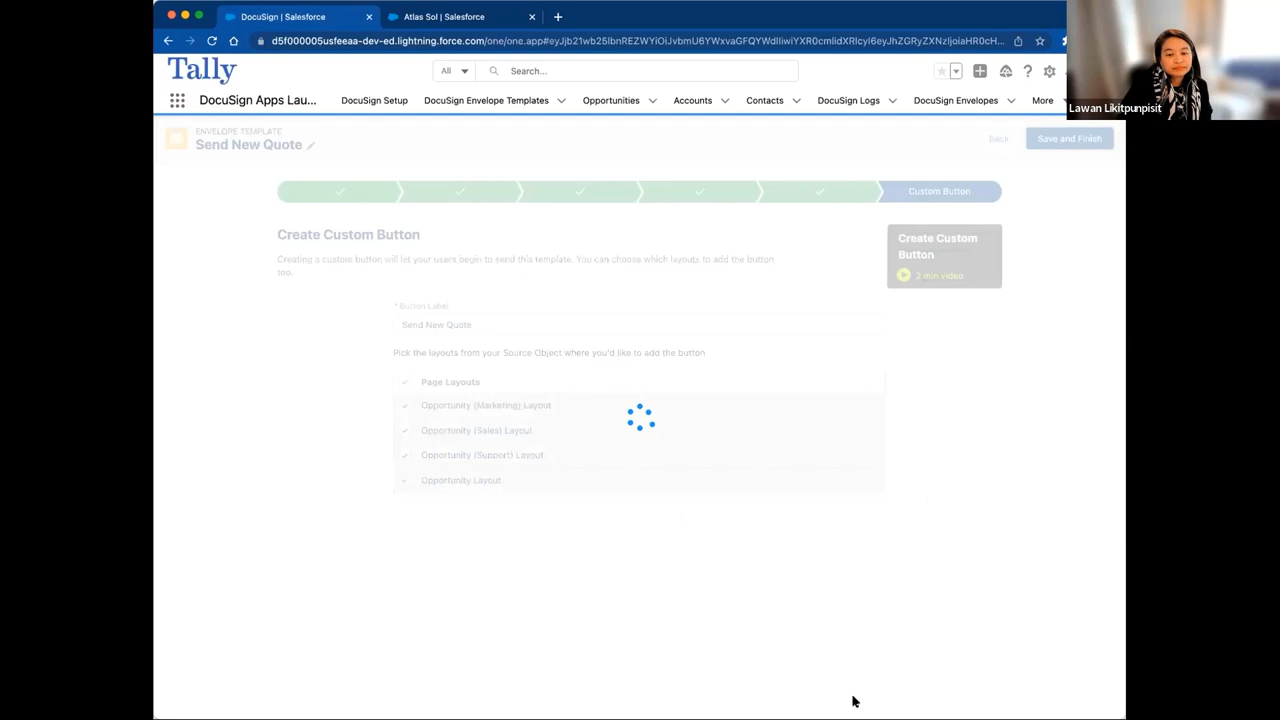 DocuSign | Salesforce
Atlas Sol | Salesforce
Tally
All
Search...
DocuSign Apps Lau...
DocuSign Setup
DocuSign Envelope Templates
Opportunities
Accounts
Contacts
DocuSign Logs
DocuSign Envelopes
More
Lawan Likitpunpisit
ENVELOPE TEMPLATE
Send New Quote
Back
Save and Finish
Custom Button
Create Custom Button
Creating a custom button will let your users begin to send this template. You can choose which layouts to add the button
too.
Create Custom
Button
2 min video
* Button Label
Send New Quote
Pick the layouts from your Source Object where you'd like to add the button
Page Layouts
Opportunity (Marketing) Layout
Opportunity (Sales) Layout
Opportunity (Support) Layout
Opportunity Layout